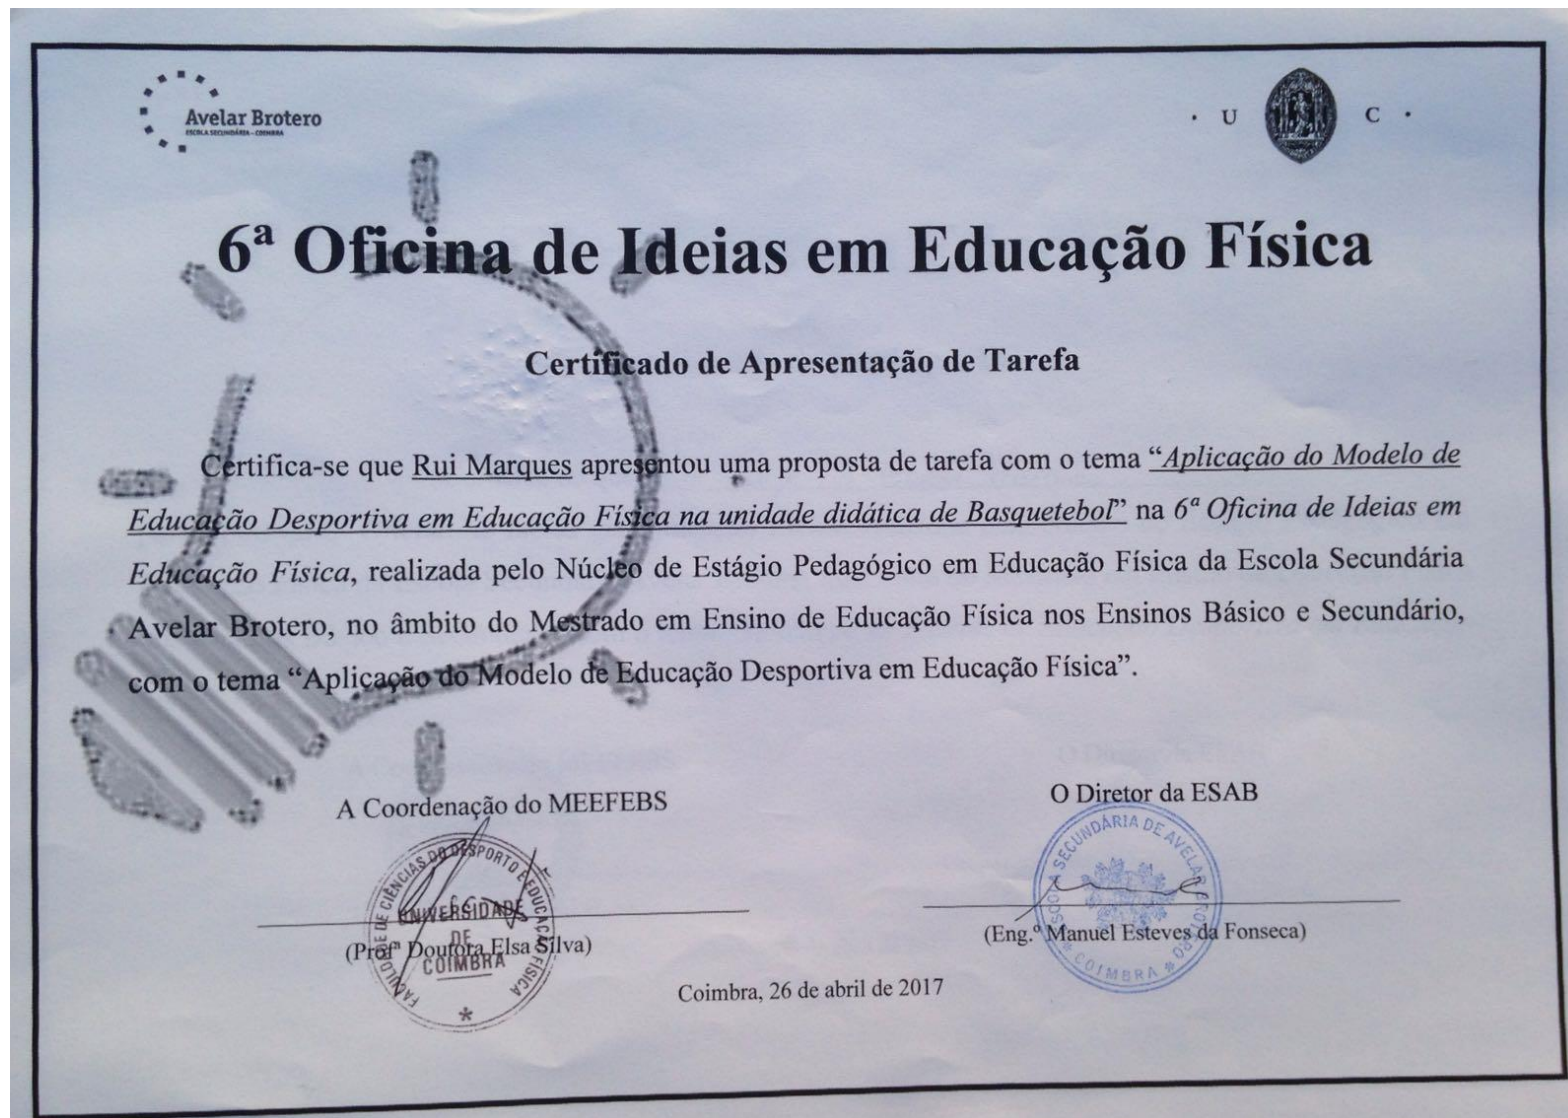 Avelar Brotero
ESCOLA SECUNDÁRIA - COIMBRA
· U C ·
6ª Oficina de Ideias em Educação Física
Certificado de Apresentação de Tarefa
Certifica-se que Rui Marques apresentou uma proposta de tarefa com o tema “Aplicação do Modelo de
Educação Desportiva em Educação Física na unidade didática de Basquetebol” na 6ª Oficina de Ideias em
Educação Física, realizada pelo Núcleo de Estágio Pedagógico em Educação Física da Escola Secundária
Avelar Brotero, no âmbito do Mestrado em Ensino de Educação Física nos Ensinos Básico e Secundário,
com o tema “Aplicação do Modelo de Educação Desportiva em Educação Física”.
A Coordenação do MEEFEBS
FACULDADE DE CIÊNCIAS DO DESPORTO E EDUCAÇÃO FÍSICA
UNIVERSIDADE
DE
COIMBRA
(Profª Doutora Elsa Silva)
O Diretor da ESAB
ESCOLA SECUNDÁRIA DE AVELAR BROTERO
COIMBRA
(Eng.º Manuel Esteves da Fonseca)
Coimbra, 26 de abril de 2017